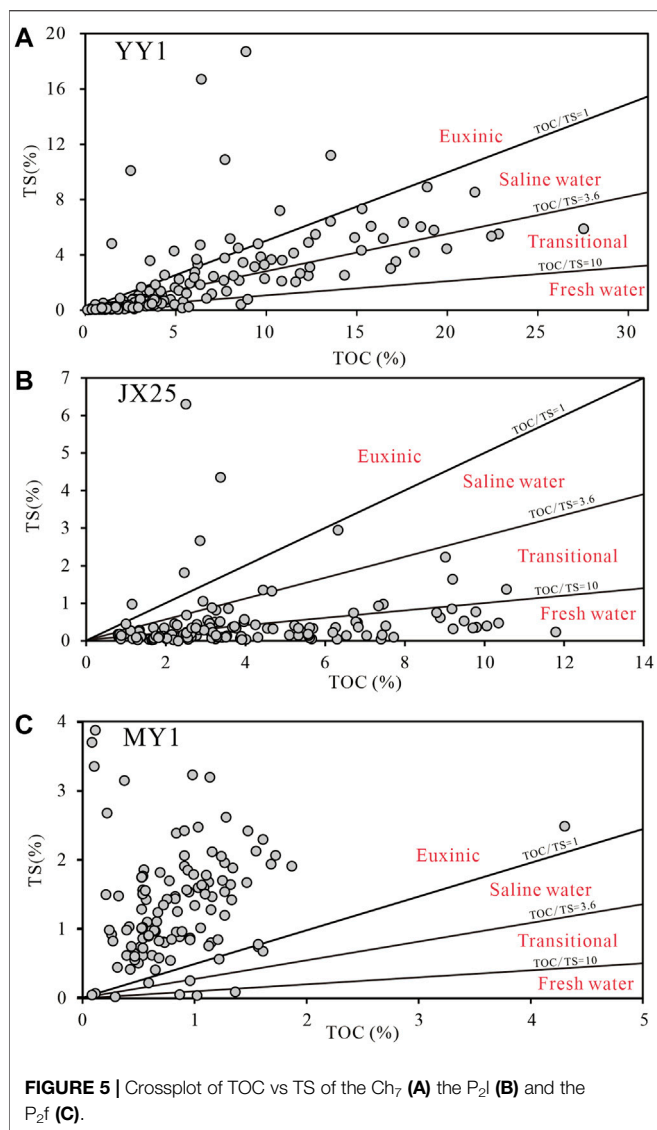 A
YY1
20
16
12
8
4
0
TS(%)
Euxinic
TOC/TS=1
Saline water
TOC/TS=3.6
Transitional
TOC/TS=10
Fresh water
0 5 10 15 20 25 30
TOC (%)
B
JX25
7
6
5
4
3
2
1
0
TS(%)
Euxinic
TOC/TS=1
Saline water
TOC/TS=3.6
Transitional
TOC/TS=10
Fresh water
0 2 4 6 8 10 12 14
TOC (%)
C
MY1
4
3
2
1
0
TS(%)
Euxinic
TOC/TS=1
Saline water
TOC/TS=3.6
Transitional
TOC/TS=10
Fresh water
0 1 2 3 4 5
TOC (%)
FIGURE 5 | Crossplot of TOC vs TS of the Ch₇ (A) the P₂l (B) and the
P₂f (C).